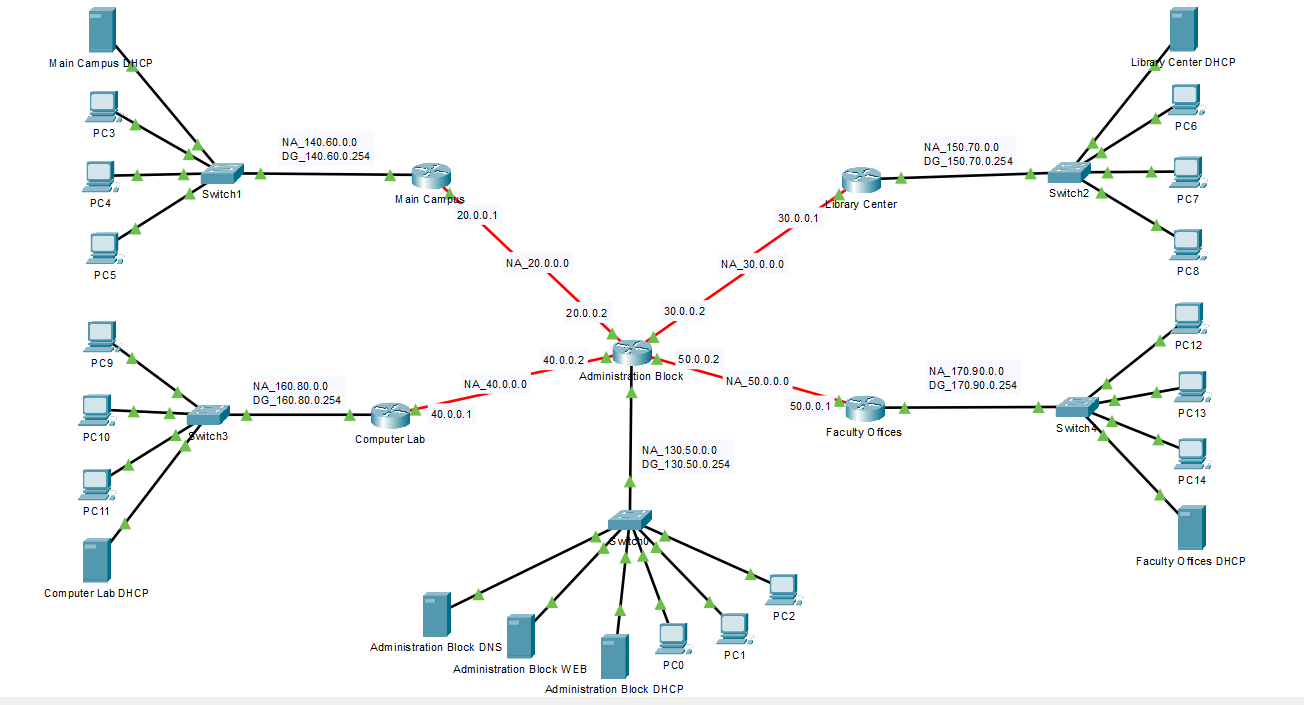 Main Campus DHCP
PC3
PC4
PC5
Switch1
NA_140.60.0.0
DG_140.60.0.254
Main Campus
20.0.0.1
NA_20.0.0.0
20.0.0.2
Library Center DHCP
PC6
PC7
PC8
Switch2
NA_150.70.0.0
DG_150.70.0.254
Library Center
30.0.0.1
NA_30.0.0.0
30.0.0.2
Administration Block
PC9
PC10
PC11
Computer Lab DHCP
Switch3
NA_160.80.0.0
DG_160.80.0.254
Computer Lab
40.0.0.1
NA_40.0.0.0
40.0.0.2
50.0.0.2
NA_50.0.0.0
50.0.0.1
Faculty Offices
NA_170.90.0.0
DG_170.90.0.254
Switch4
PC12
PC13
PC14
Faculty Offices DHCP
NA_130.50.0.0
DG_130.50.0.254
Switch0
Administration Block DNS
Administration Block WEB
Administration Block DHCP
PC0
PC1
PC2